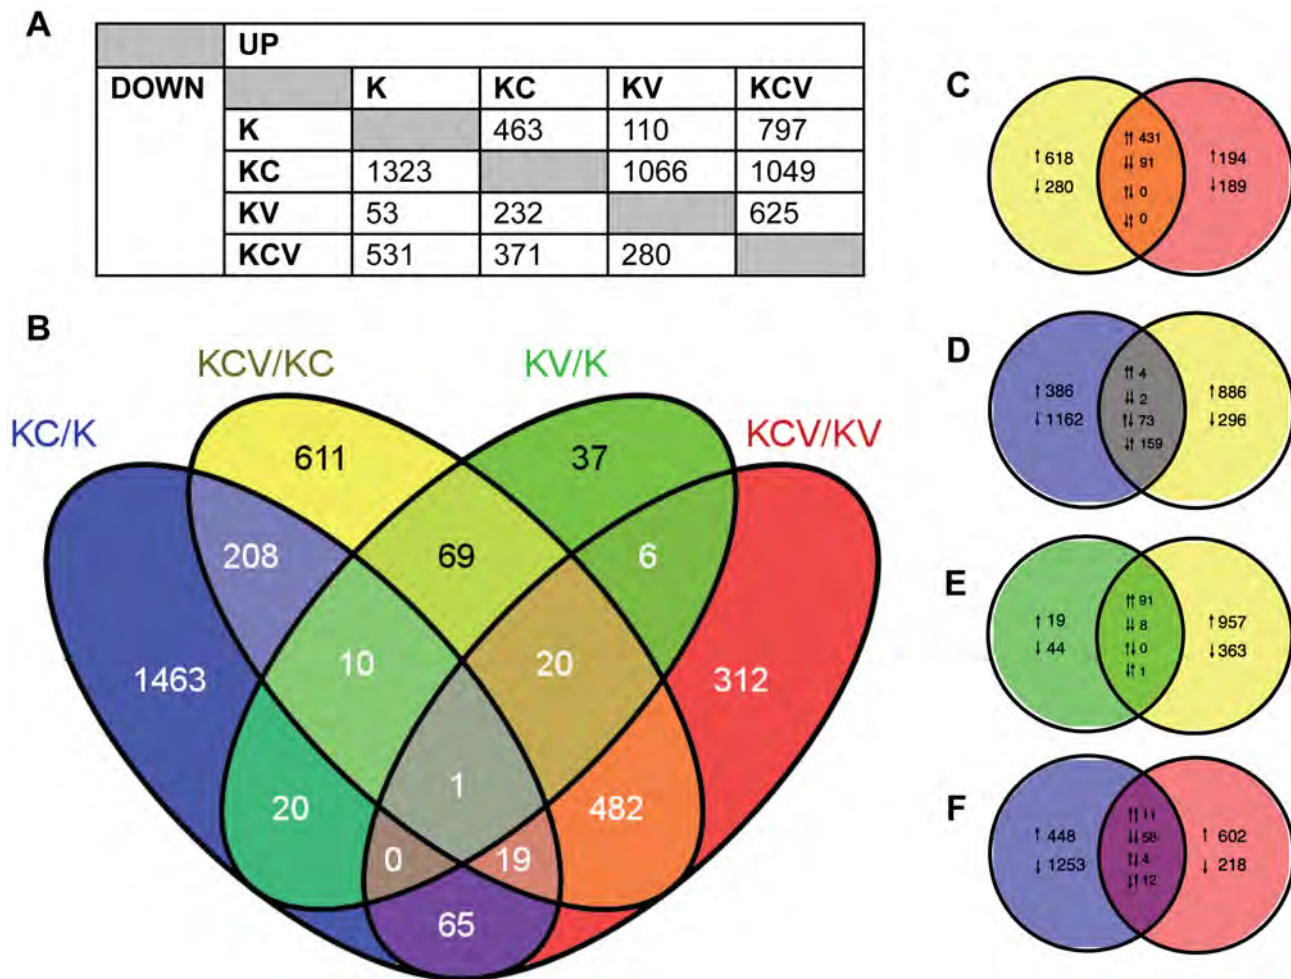 A
UP
DOWN K KC KV KCV
K 463 110 797
KC 1323 1066 1049
KV 53 232 625
KCV 531 371 280
B
KCV/KC KV/K
KC/K KCV/KV
611 37
208 69 6
1463 10 20 312
20 1 482
0 19
65
C
↑ 618 ↑↑ 431 ↑ 194
↓ 280 ↓↓ 91 ↓ 189
↑↓ 0
↓↑ 0
D
↑ 386 ↑↑ 4 ↑ 886
↓ 1162 ↓↓ 2 ↓ 296
↑↓ 73
↓↑ 159
E
↑ 19 ↑↑ 91 ↑ 957
↓ 44 ↓↓ 8 ↓ 363
↑↓ 0
↓↑ 1
F
↑ 448 ↑↑ 11 ↑ 602
↓ 1253 ↓↓ 58 ↓ 218
↑↓ 4
↓↑ 12